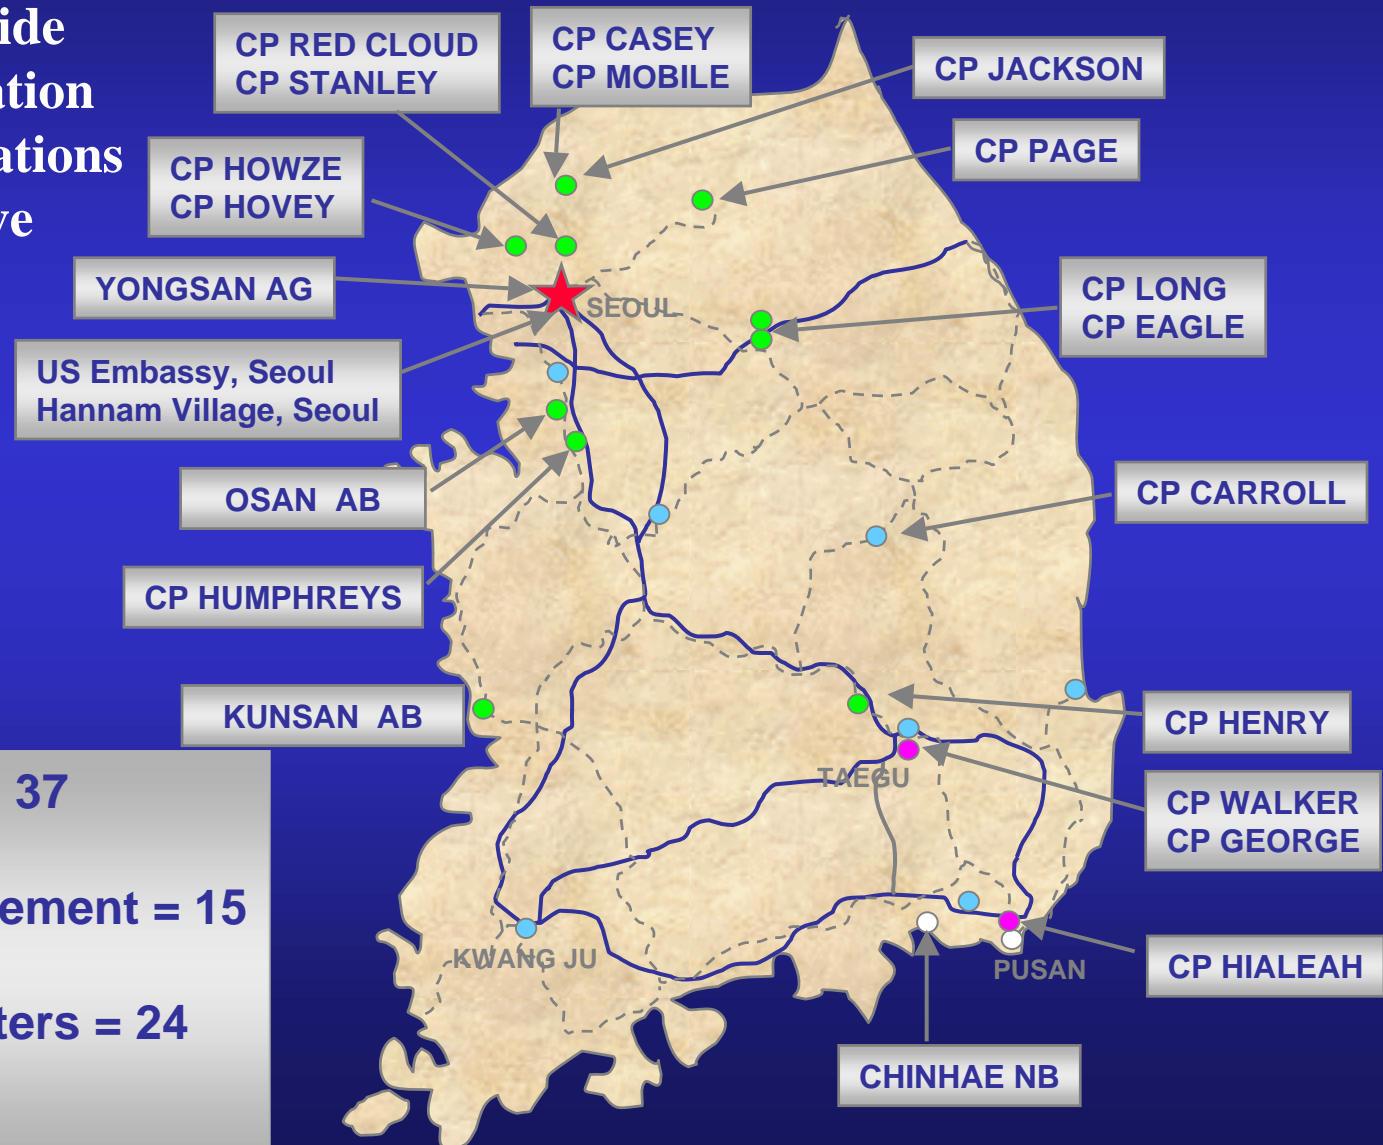 ide
ation
ations
ve
CP RED CLOUD
CP STANLEY
CP CASEY
CP MOBILE
CP JACKSON
CP PAGE
CP HOWZE
CP HOVEY
YONGSAN AG
SEOUL
CP LONG
CP EAGLE
US Embassy, Seoul
Hannam Village, Seoul
OSAN AB
CP CARROLL
CP HUMPHREYS
KUNSAN AB
CP HENRY
TAEGU
CP WALKER
CP GEORGE
37
ement = 15
ters = 24
KWANG JU
PUSAN
CP HIALEAH
CHINHAE NB